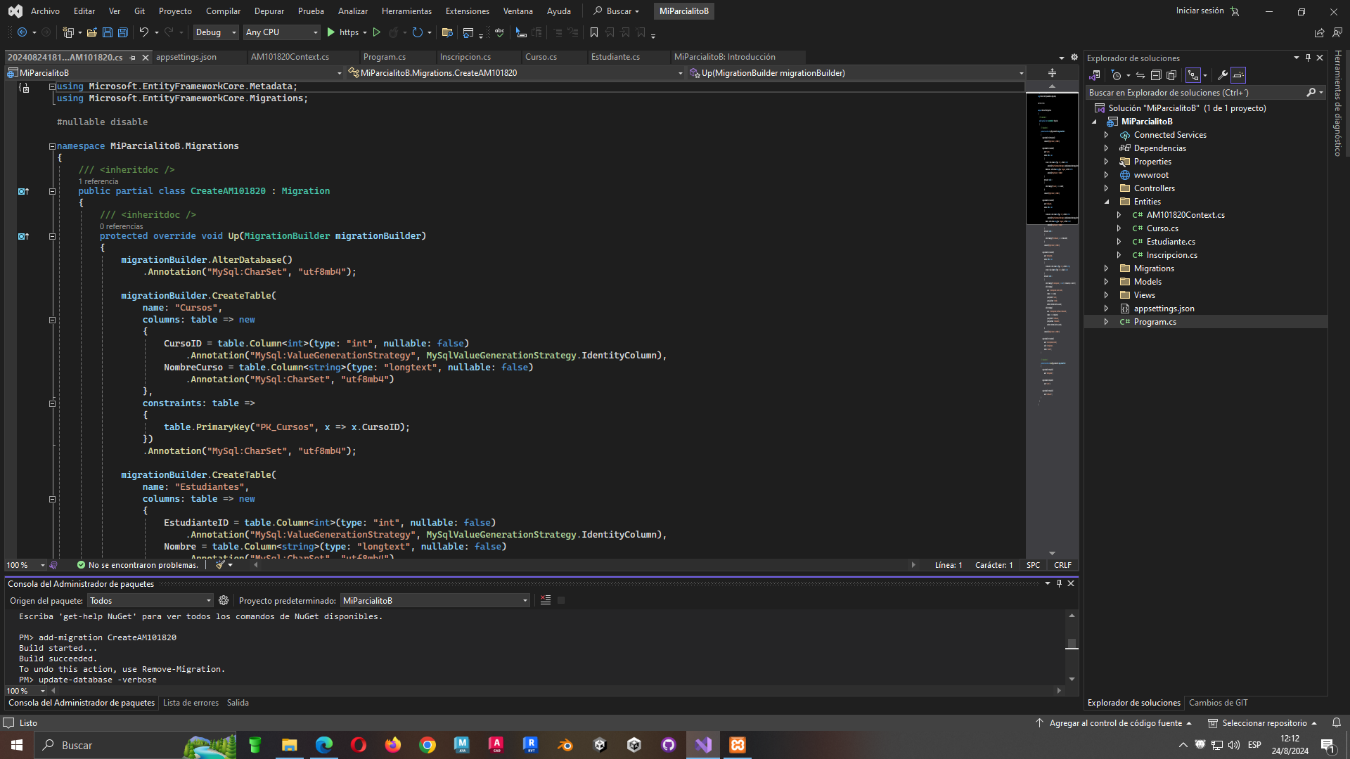 Archivo Editar Ver Git Proyecto Compilar Depurar Prueba Analizar Herramientas Extensiones Ventana Ayuda Buscar MiParcialitoB Iniciar sesión
Debug Any CPU https
20240824181...AM101820.cs appsettings.json AM101820Context.cs Program.cs Inscripcion.cs Curso.cs Estudiante.cs MiParcialitoB: Introducción
MiParcialitoB MiParcialitoB.Migrations.CreateAM101820 Up(MigrationBuilder migrationBuilder)
using Microsoft.EntityFrameworkCore.Metadata;
using Microsoft.EntityFrameworkCore.Migrations;
#nullable disable
namespace MiParcialitoB.Migrations
{
/// <inheritdoc />
1 referencia
public partial class CreateAM101820 : Migration
{
/// <inheritdoc />
0 referencias
protected override void Up(MigrationBuilder migrationBuilder)
{
migrationBuilder.AlterDatabase()
.Annotation("MySql:CharSet", "utf8mb4");
migrationBuilder.CreateTable(
name: "Cursos",
columns: table => new
{
CursoID = table.Column<int>(type: "int", nullable: false)
.Annotation("MySql:ValueGenerationStrategy", MySqlValueGenerationStrategy.IdentityColumn),
NombreCurso = table.Column<string>(type: "longtext", nullable: false)
.Annotation("MySql:CharSet", "utf8mb4")
},
constraints: table =>
{
table.PrimaryKey("PK_Cursos", x => x.CursoID);
})
.Annotation("MySql:CharSet", "utf8mb4");
migrationBuilder.CreateTable(
name: "Estudiantes",
columns: table => new
{
EstudianteID = table.Column<int>(type: "int", nullable: false)
.Annotation("MySql:ValueGenerationStrategy", MySqlValueGenerationStrategy.IdentityColumn),
Nombre = table.Column<string>(type: "longtext", nullable: false)
.Annotation("MySql:CharSet", "utf8mb4")
100 % No se encontraron problemas. Línea: 1 Carácter: 1 SPC CRLF
Consola del Administrador de paquetes
Origen del paquete: Todos Proyecto predeterminado: MiParcialitoB
Escriba 'get-help NuGet' para ver todos los comandos de NuGet disponibles.
PM> add-migration CreateAM101820
Build started...
Build succeeded.
To undo this action, use Remove-Migration.
PM> update-database -verbose
100 %
Consola del Administrador de paquetes Lista de errores Salida
Explorador de soluciones
Buscar en Explorador de soluciones (Ctrl+')
Solución "MiParcialitoB" (1 de 1 proyecto)
MiParcialitoB
Connected Services
Dependencias
Properties
wwwroot
Controllers
Entities
C# AM101820Context.cs
C# Curso.cs
C# Estudiante.cs
C# Inscripcion.cs
Migrations
Models
Views
appsettings.json
C# Program.cs
Explorador de soluciones Cambios de GIT
Herramientas de diagnóstico
Listo Agregar al control de código fuente Seleccionar repositorio
Buscar ESP 12:12
24/8/2024
1